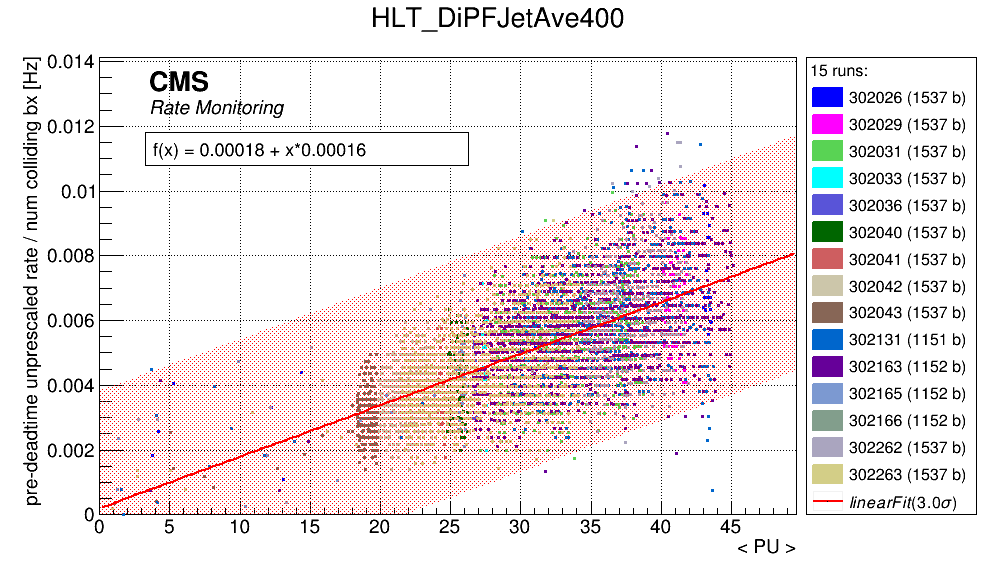 HLT_DiPFJetAve400
pre-deadtime unprescaled rate / num colliding bx [Hz]
0.014
0.012
0.01
0.008
0.006
0.004
0.002
0
CMS
Rate Monitoring
f(x) = 0.00018 + x*0.00016
0 5 10 15 20 25 30 35 40 45
< PU >
15 runs:
302026 (1537 b)
302029 (1537 b)
302031 (1537 b)
302033 (1537 b)
302036 (1537 b)
302040 (1537 b)
302041 (1537 b)
302042 (1537 b)
302043 (1537 b)
302131 (1151 b)
302163 (1152 b)
302165 (1152 b)
302166 (1152 b)
302262 (1537 b)
302263 (1537 b)
linearFit(3.0σ)